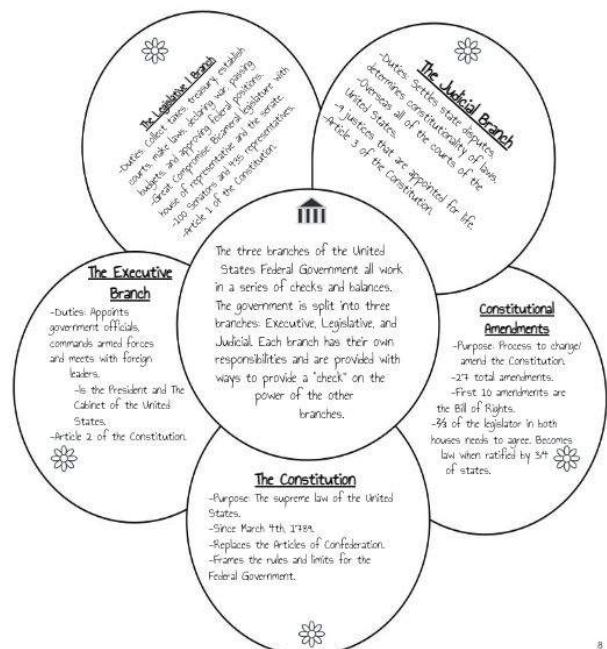 The Legislative | Branch
-Duties: Collect taxes, treasury, establish
courts, make laws, declaring war, passing
budgets, and approving federal positions.
-Great Compromise: Bicameral legislature with
house of representative and the senate.
-100 Senators and 435 representatives.
-Article 1 of the Constitution.
The Judicial Branch
-Duties: Settles state disputes,
determines constitutionality of laws.
-Overseas all of the courts of the
United States.
-9 justices that are appointed for life.
-Article 3 of the Constitution.
The three branches of the United
States Federal Government all work
in a series of checks and balances.
The government is split into three
branches: Executive, Legislative, and
Judicial. Each branch has their own
responsibilities and are provided with
ways to provide a "check" on the
power of the other
branches.
The Executive
Branch
-Duties: Appoints
government officials,
commands armed forces
and meets with foreign
leaders.
-Is the President and The
Cabinet of the United
States.
-Article 2 of the Constitution.
Constitutional
Amendments
-Purpose: Process to change/
amend the Constitution.
-27 total amendments.
-First 10 amendments are
the Bill of Rights.
-⅔ of the legislator in both
houses needs to agree. Becomes
law when ratified by 3/4
of states.
The Constitution
-Purpose: The supreme law of the United
States.
-Since March 4th, 1789.
-Replaces the Articles of Confederation.
-Frames the rules and limits for the
Federal Government.
8